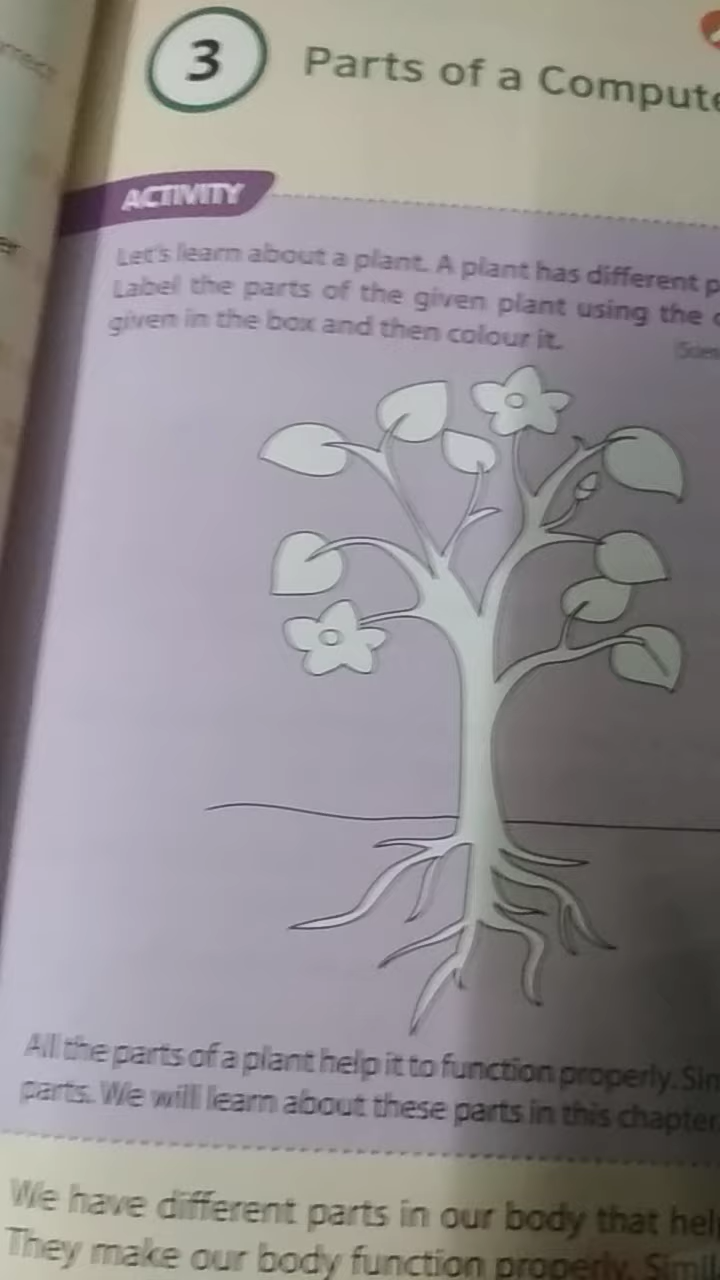 3
Parts of a Compute
ACTIVITY
Let's learn about a plant. A plant has different p
Label the parts of the given plant using the
given in the box and then colour it.
All the parts of a plant help it to function properly. Sim
parts. We will learn about these parts in this chapter
We have different parts in our body that help
They make our body function properly. Simil